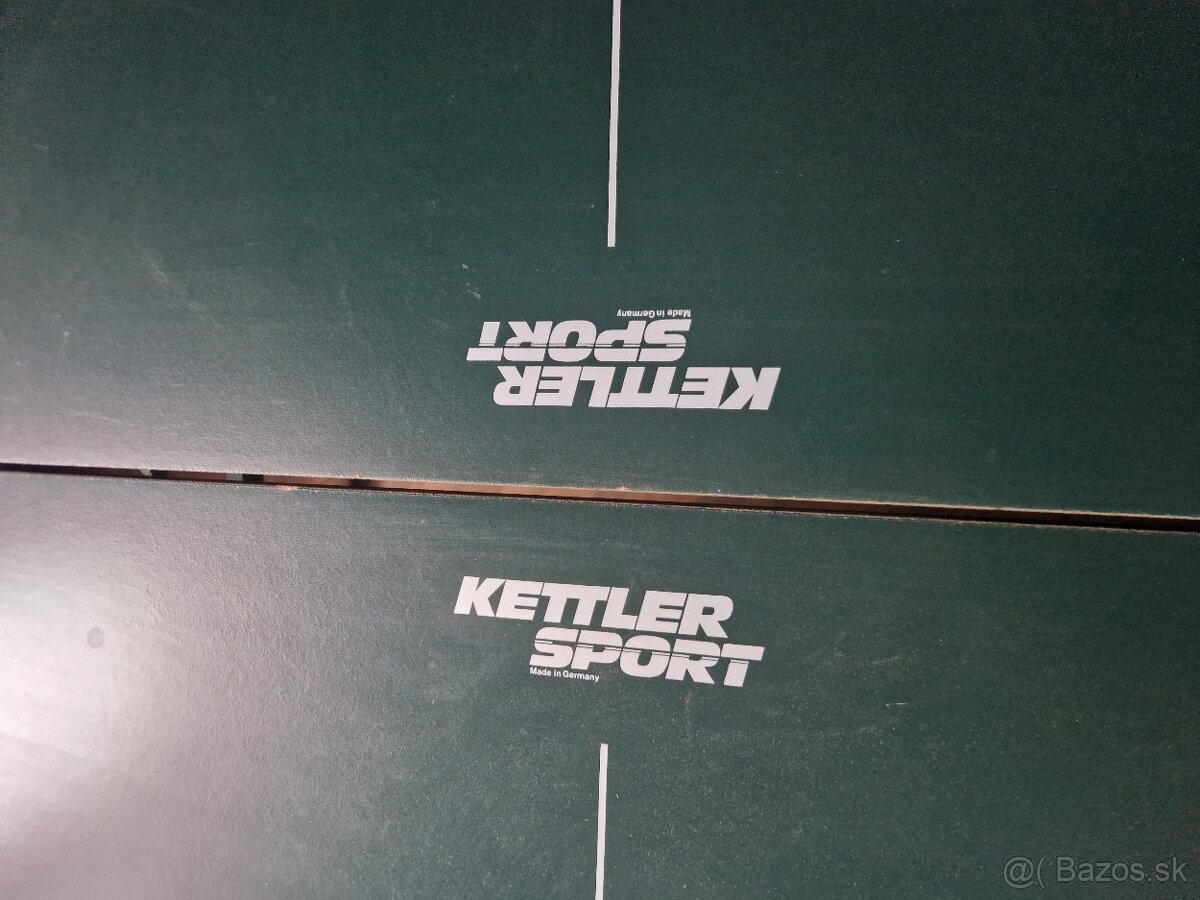 KETTLER
SPORT
Made in Germany
KETTLER
SPORT
Made in Germany
@( Bazos.sk